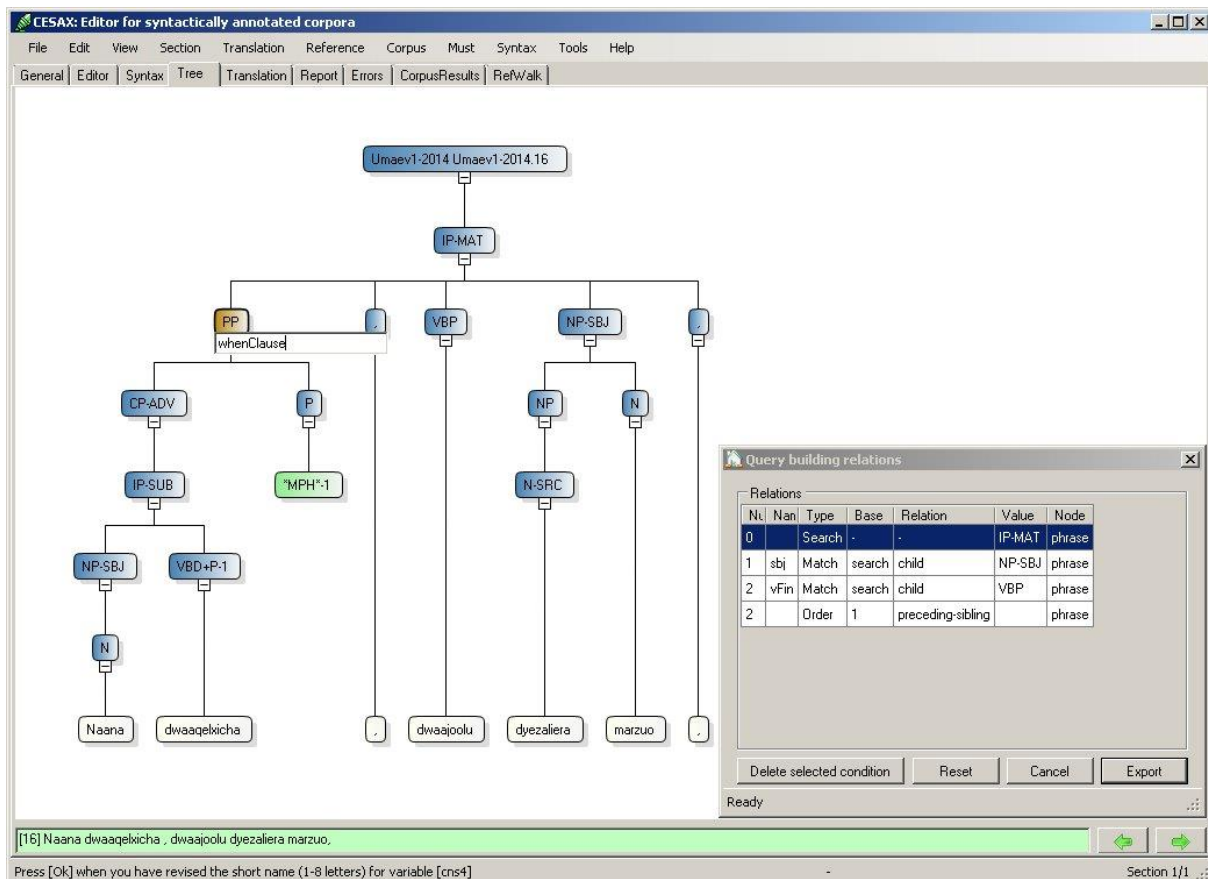 CESAX: Editor for syntactically annotated corpora
File Edit View Section Translation Reference Corpus Must Syntax Tools Help
General Editor Syntax Tree Translation Report Errors CorpusResults RefWalk
Umaev1-2014 Umaev1-2014.16
IP-MAT
PP , VBP NP-SBJ ,
whenClause
CP-ADV P NP N
IP-SUB *MPH*-1 N-SRC
NP-SBJ VBD+P-1
N
Naana dwaaqelxicha , dwaajoolu dyezaliera marzuo ,
Query building relations
Relations
Nu Nan Type Base Relation Value Node
0 Search - - IP-MAT phrase
1 sbj Match search child NP-SBJ phrase
2 vFin Match search child VBP phrase
2 Order 1 preceding-sibling phrase
Delete selected condition Reset Cancel Export
Ready
[16] Naana dwaaqelxicha , dwaajoolu dyezaliera marzuo,
Press [Ok] when you have revised the short name (1-8 letters) for variable [cns4] - Section 1/1